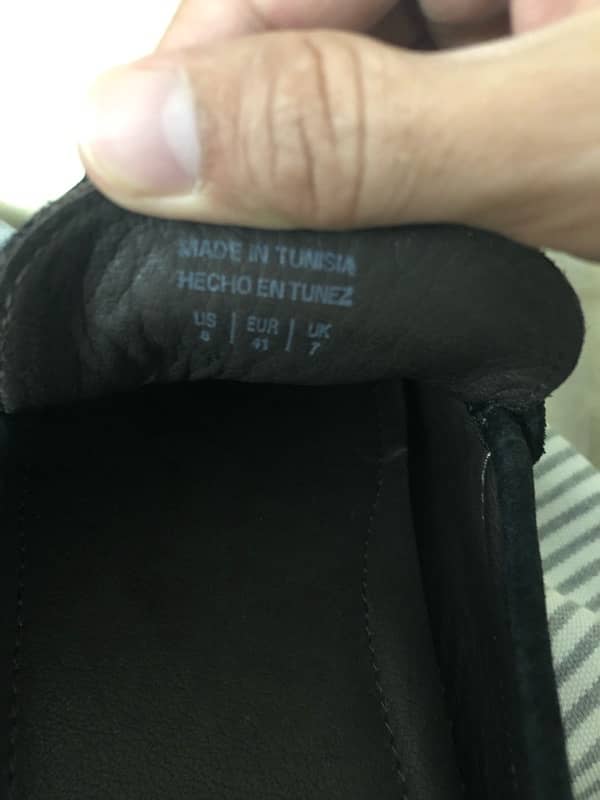 MADE IN TUNISIA
HECHO EN TUNEZ
US | EUR | UK
8 | 41 | 7